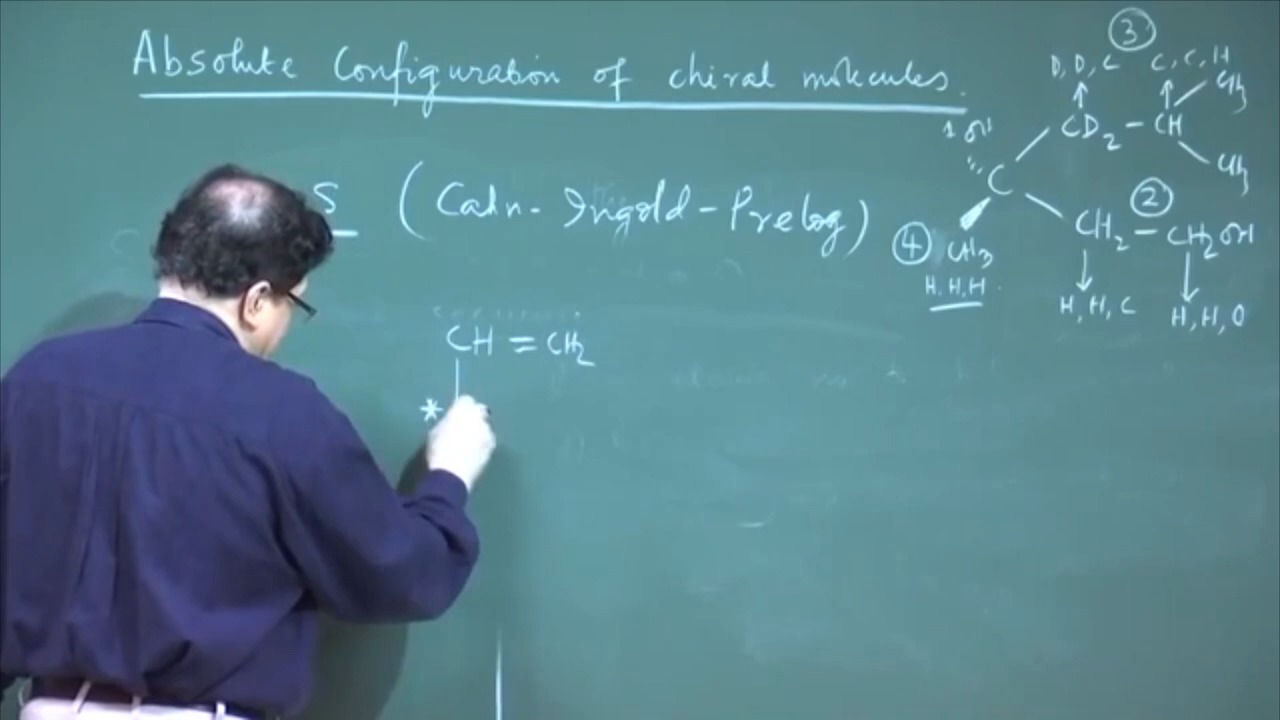 Absolute Configuration of chiral molecules.
S (Cahn-Ingold-Prelog)
CH = CH2
*
3
D, D, C C, C, H
CH3
1 OH CD2 - CH
CH3
C
2
4 CH3 CH2 - CH2OH
H, H, H
H, H, C H, H, O